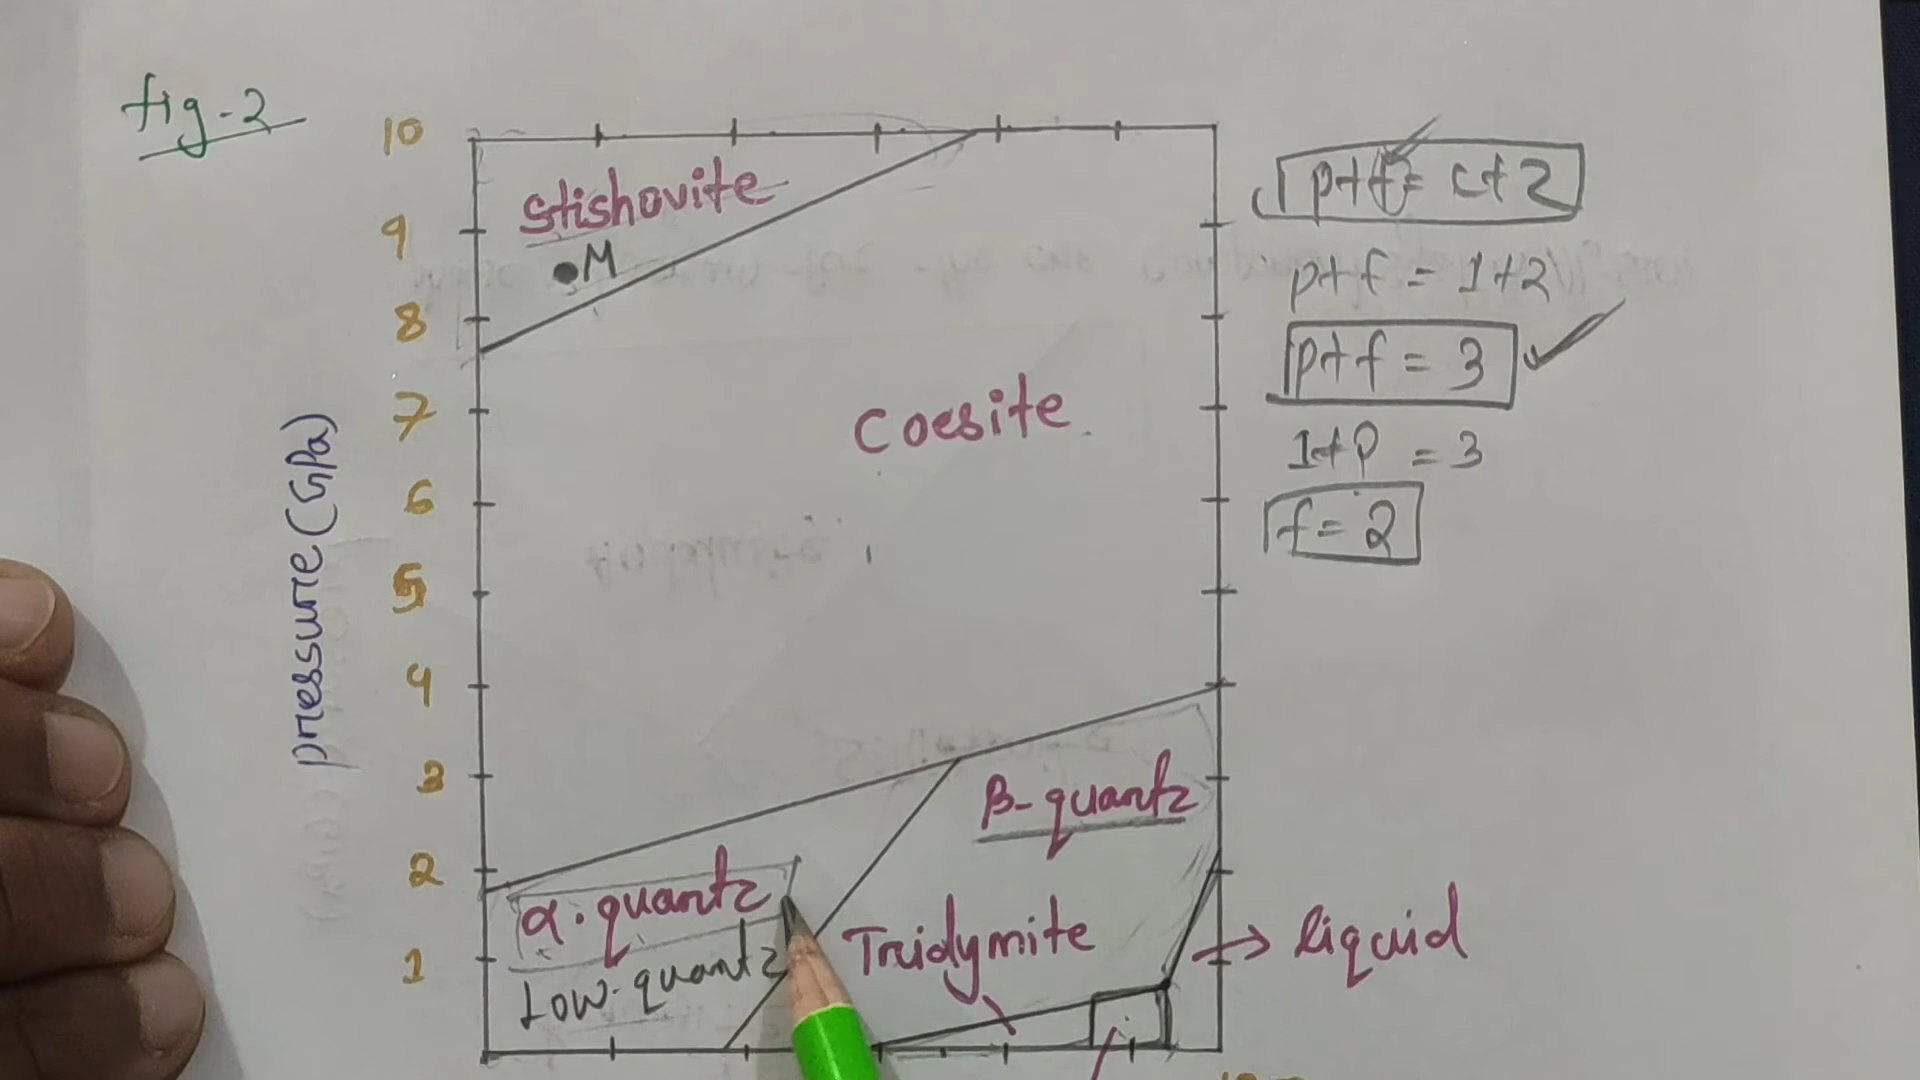 fig-2
10
9
8
7
6
5
4
3
2
1
pressure (GPa)
Stishovite
M
Coesite
β-quartz
α-quartz
Low-quartz
Tridymite
liquid
p+f = c+2
p+f = 1+2
p+f = 3
1+p = 3
f = 2